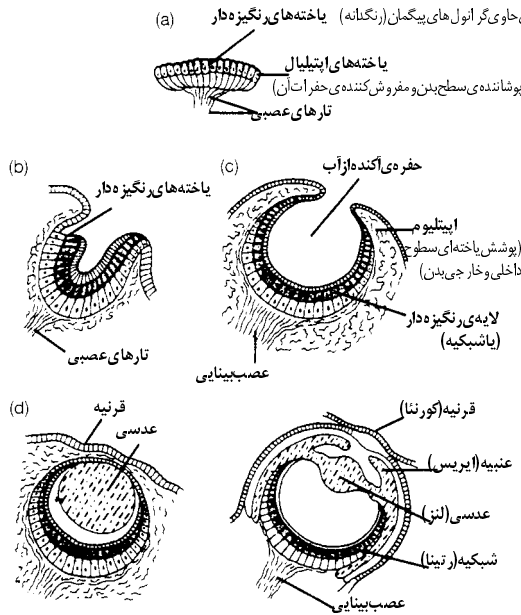 (a)
یاخته‌های رنگیزه‌دار (حاوی گرانول‌های پیگمان (رنگدانه
یاخته‌های اپتیلیال
پوشاننده‌ی سطح بدن و مفروش کننده‌ی حفرات آن)
تارهای عصبی
(b)
یاخته‌های رنگیزه‌دار
تارهای عصبی
(c)
حفره‌ی آکنده از آب
اپیتلیوم
(پوشش یاخته‌ای سطوح
داخلی و خارجی بدن)
لایه‌ی رنگیزه‌دار
(یا شبکیه)
عصب بینایی
(d)
قرنیه
عدسی
قرنیه (کورنئا)
عنبیه (ایریس)
عدسی (لنز)
شبکیه (رتینا)
عصب بینایی